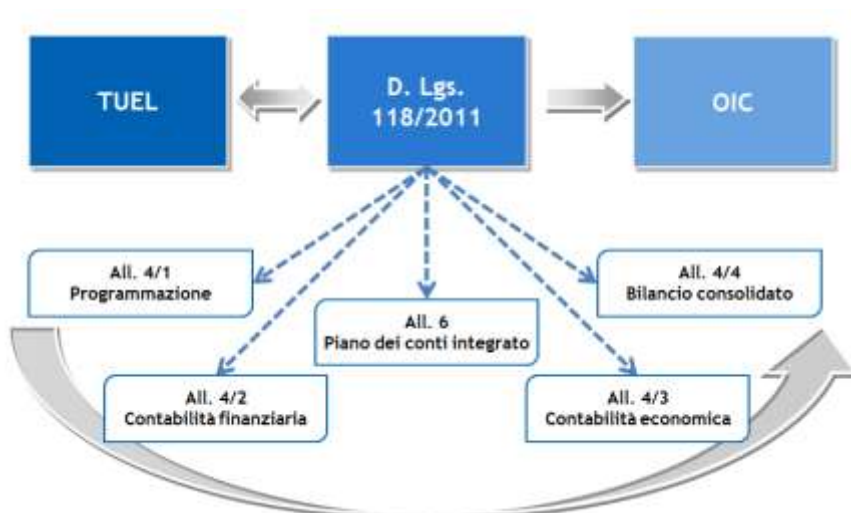 TUEL
D. Lgs.
118/2011
OIC
All. 4/1
Programmazione
All. 4/4
Bilancio consolidato
All. 6
Piano dei conti integrato
All. 4/2
Contabilità finanziaria
All. 4/3
Contabilità economica